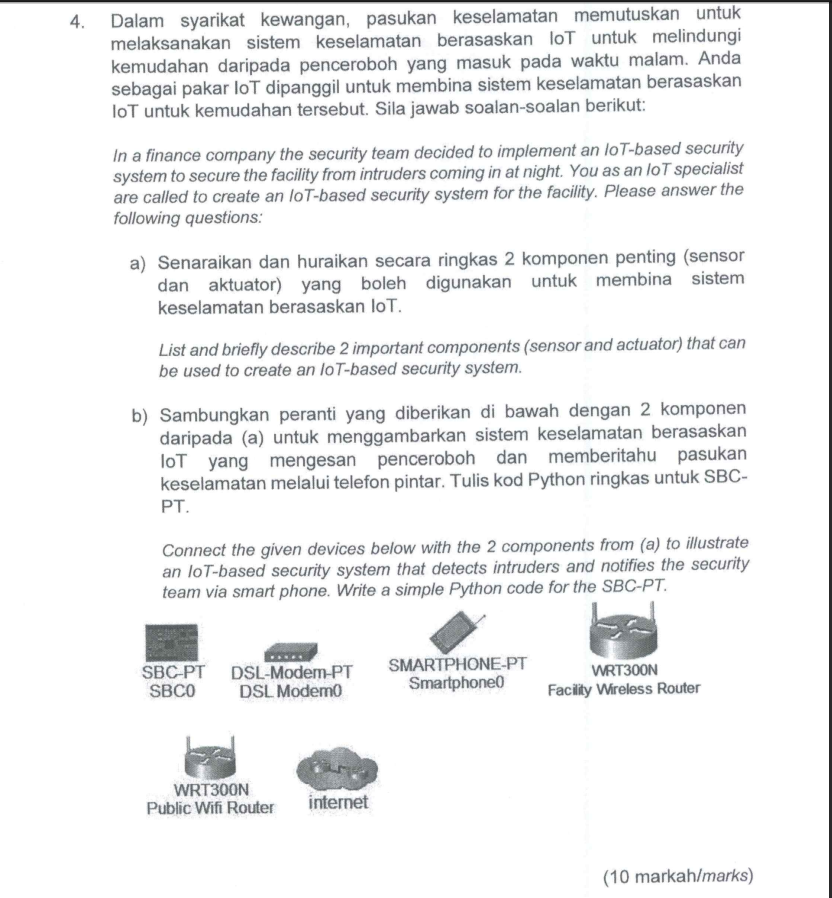 4. Dalam syarikat kewangan, pasukan keselamatan memutuskan untuk
melaksanakan sistem keselamatan berasaskan IoT untuk melindungi
kemudahan daripada penceroboh yang masuk pada waktu malam. Anda
sebagai pakar IoT dipanggil untuk membina sistem keselamatan berasaskan
IoT untuk kemudahan tersebut. Sila jawab soalan-soalan berikut:
In a finance company the security team decided to implement an IoT-based security
system to secure the facility from intruders coming in at night. You as an IoT specialist
are called to create an IoT-based security system for the facility. Please answer the
following questions:
a) Senaraikan dan huraikan secara ringkas 2 komponen penting (sensor
dan aktuator) yang boleh digunakan untuk membina sistem
keselamatan berasaskan IoT.
List and briefly describe 2 important components (sensor and actuator) that can
be used to create an IoT-based security system.
b) Sambungkan peranti yang diberikan di bawah dengan 2 komponen
daripada (a) untuk menggambarkan sistem keselamatan berasaskan
IoT yang mengesan penceroboh dan memberitahu pasukan
keselamatan melalui telefon pintar. Tulis kod Python ringkas untuk SBC-
PT.
Connect the given devices below with the 2 components from (a) to illustrate
an IoT-based security system that detects intruders and notifies the security
team via smart phone. Write a simple Python code for the SBC-PT.
SBC-PT
SBC0
DSL-Modem-PT
DSL Modem0
SMARTPHONE-PT
Smartphone0
WRT300N
Facility Wireless Router
WRT300N
Public Wifi Router
internet
(10 markah/marks)